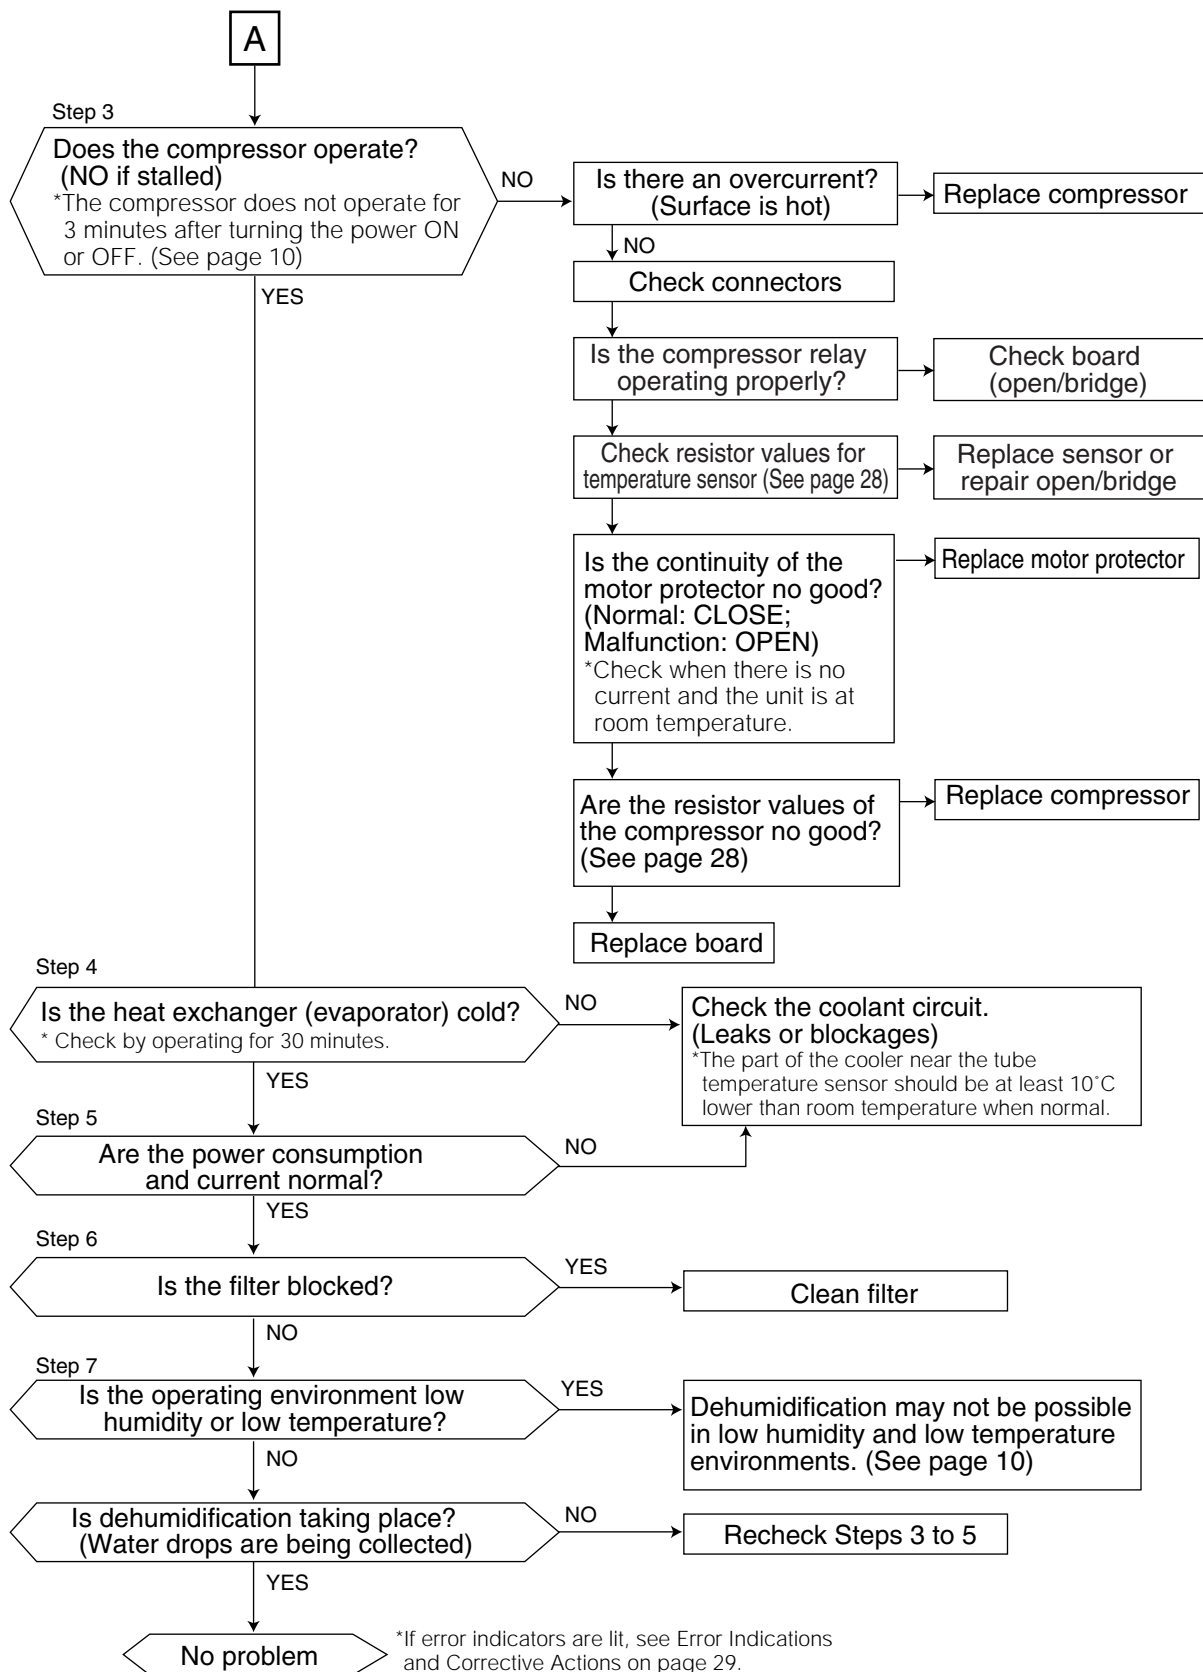 A
Step 3
Does the compressor operate?
(NO if stalled)
*The compressor does not operate for
3 minutes after turning the power ON
or OFF. (See page 10)
NO
Is there an overcurrent?
(Surface is hot)
Replace compressor
NO
YES
Check connectors
Is the compressor relay
operating properly?
Check board
(open/bridge)
Check resistor values for
temperature sensor (See page 28)
Replace sensor or
repair open/bridge
Is the continuity of the
motor protector no good?
(Normal: CLOSE;
Malfunction: OPEN)
*Check when there is no
current and the unit is at
room temperature.
Replace motor protector
Are the resistor values of
the compressor no good?
(See page 28)
Replace compressor
Replace board
Step 4
Is the heat exchanger (evaporator) cold?
* Check by operating for 30 minutes.
NO
Check the coolant circuit.
(Leaks or blockages)
*The part of the cooler near the tube
temperature sensor should be at least 10˚C
lower than room temperature when normal.
YES
Step 5
Are the power consumption
and current normal?
NO
YES
Step 6
Is the filter blocked?
YES
Clean filter
NO
Step 7
Is the operating environment low
humidity or low temperature?
YES
Dehumidification may not be possible
in low humidity and low temperature
environments. (See page 10)
NO
Is dehumidification taking place?
(Water drops are being collected)
NO
Recheck Steps 3 to 5
YES
No problem
*If error indicators are lit, see Error Indications
and Corrective Actions on page 29.